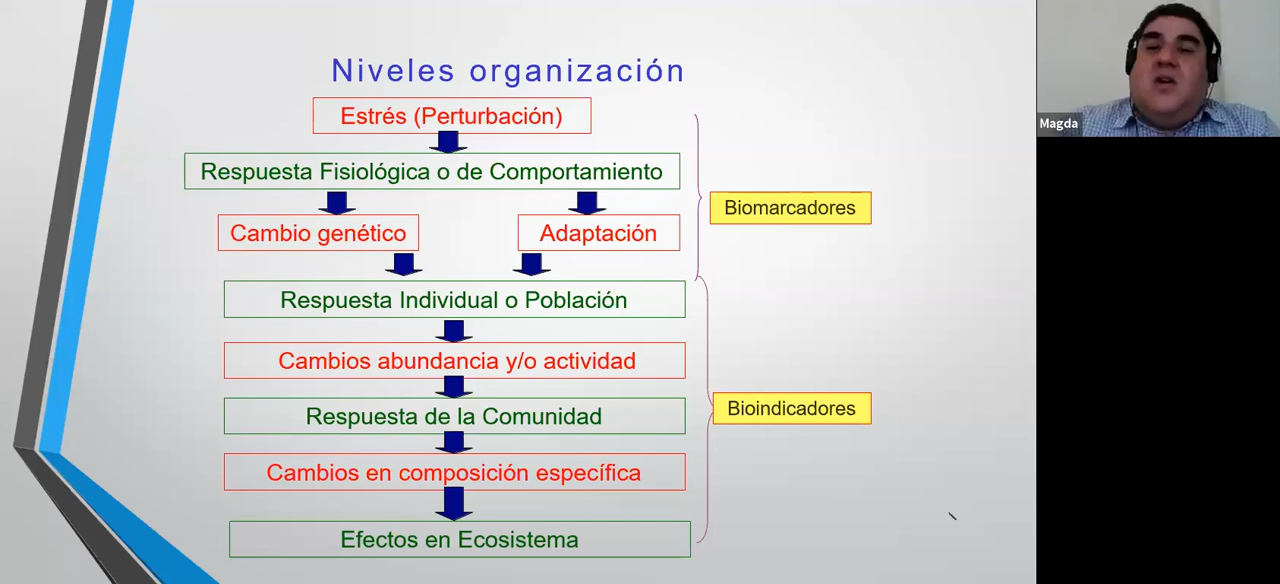 Niveles organización
Estrés (Perturbación)
Respuesta Fisiológica o de Comportamiento
Cambio genético
Adaptación
Biomarcadores
Respuesta Individual o Población
Cambios abundancia y/o actividad
Respuesta de la Comunidad
Bioindicadores
Cambios en composición específica
Efectos en Ecosistema
Magda